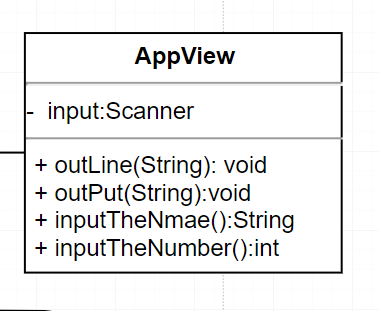 AppView
- input:Scanner
+ outLine(String): void
+ outPut(String):void
+ inputTheNmae():String
+ inputTheNumber():int